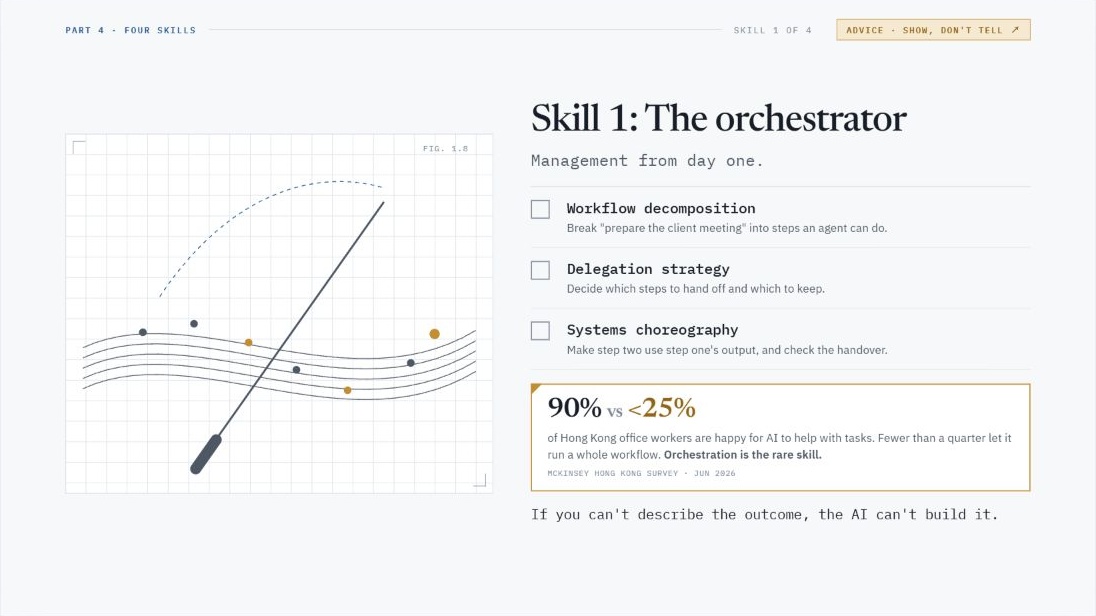 PART 4 · FOUR SKILLS
SKILL 1 OF 4
ADVICE · SHOW, DON'T TELL ↗
FIG. 1.8
Skill 1: The orchestrator
Management from day one.
Workflow decomposition
Break "prepare the client meeting" into steps an agent can do.
Delegation strategy
Decide which steps to hand off and which to keep.
Systems choreography
Make step two use step one's output, and check the handover.
90% vs <25%
of Hong Kong office workers are happy for AI to help with tasks. Fewer than a quarter let it
run a whole workflow. Orchestration is the rare skill.
MCKINSEY HONG KONG SURVEY · JUN 2026
If you can't describe the outcome, the AI can't build it.